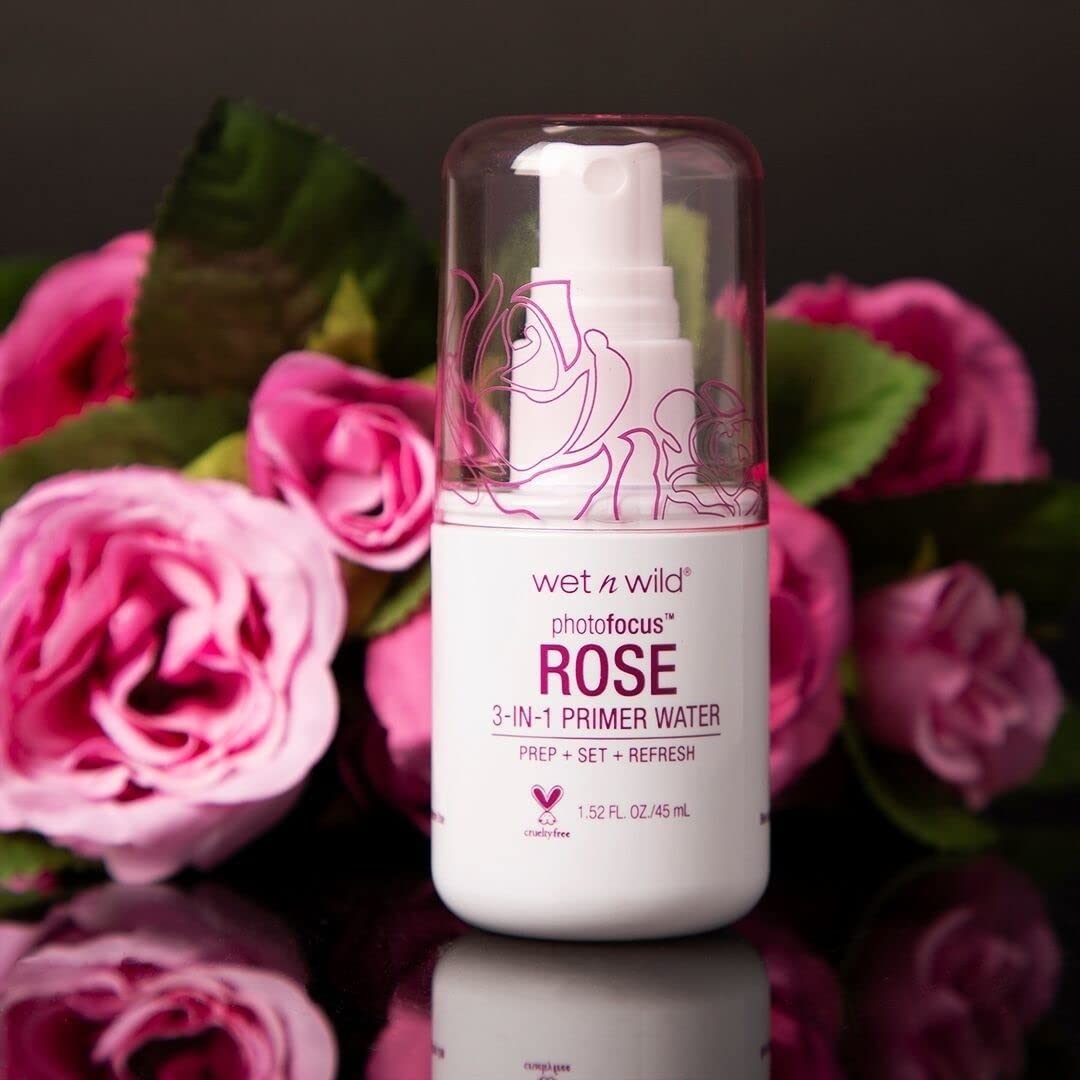 wet n wild®
photofocus™
ROSE
3-IN-1 PRIMER WATER
PREP + SET + REFRESH
1.52 FL. OZ./45 mL
crueltyfree